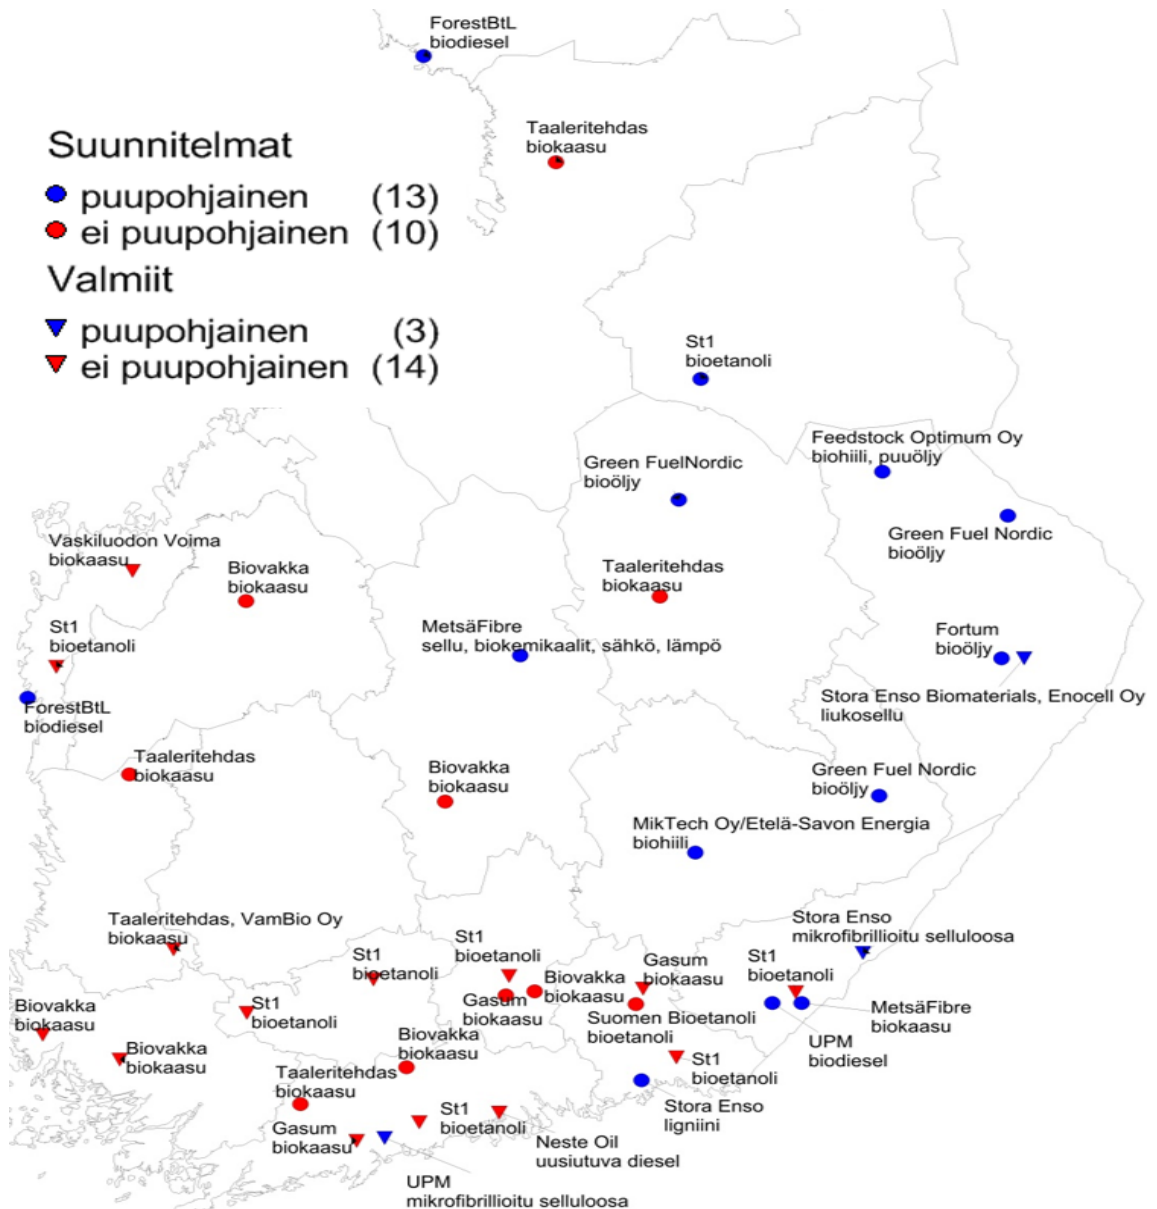 ForestBtL
biodiesel
Taaleritehdas
biokaasu
Suunnitelmat
puupohjainen (13)
ei puupohjainen (10)
Valmiit
puupohjainen (3)
ei puupohjainen (14)
St1
bioetanoli
Feedstock Optimum Oy
biohiili, puuöljy
Green FuelNordic
bioöljy
Green Fuel Nordic
bioöljy
Vaskiluodon Voima
biokaasu
Biovakka
biokaasu
Taaleritehdas
biokaasu
St1
bioetanoli
MetsäFibre
sellu, biokemikaalit, sähkö, lämpö
Fortum
bioöljy
Stora Enso Biomaterials, Enocell Oy
liukosellu
ForestBtL
biodiesel
Taaleritehdas
biokaasu
Biovakka
biokaasu
Green Fuel Nordic
bioöljy
MikTech Oy/Etelä-Savon Energia
biohiili
Taaleritehdas, VamBio Oy
biokaasu
Stora Enso
mikrofibrillioitu selluloosa
St1
bioetanoli
St1
bioetanoli
Gasum
biokaasu
St1
bioetanoli
Biovakka
biokaasu
Gasum
biokaasu
Suomen Bioetanoli
bioetanoli
MetsäFibre
biokaasu
UPM
biodiesel
Biovakka
biokaasu
St1
bioetanoli
Biovakka
biokaasu
Biovakka
biokaasu
St1
bioetanoli
Taaleritehdas
biokaasu
Stora Enso
ligniini
St1
bioetanoli
Gasum
biokaasu
Neste Oil
uusiutuva diesel
UPM
mikrofibrillioitu selluloosa